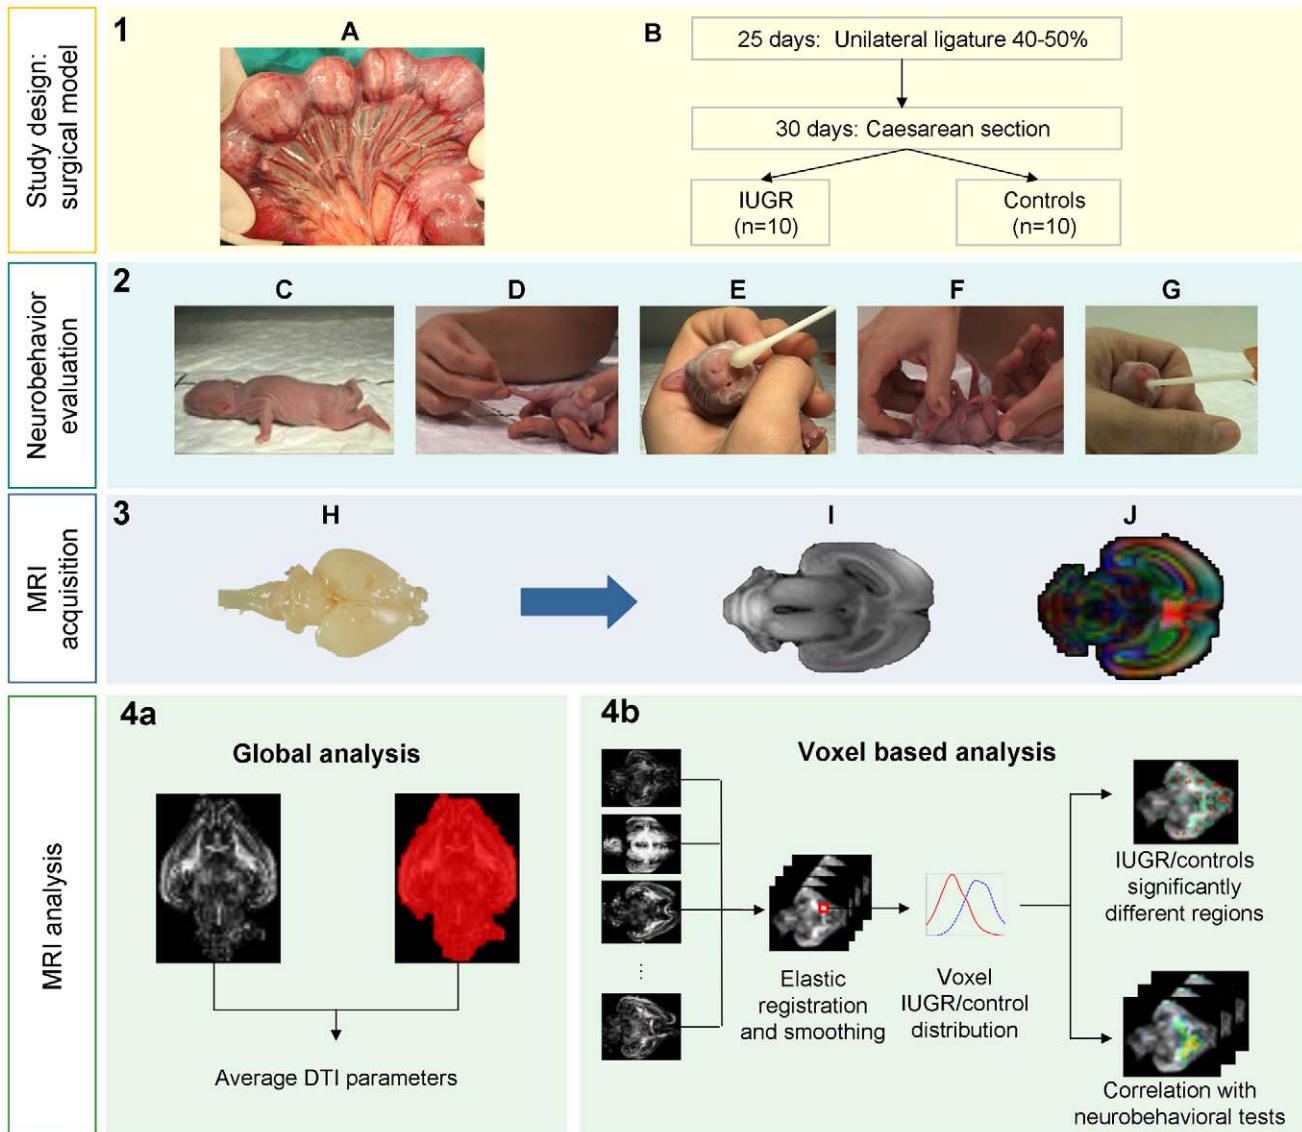 Study design:
surgical model
1
A
B
25 days:  Unilateral ligature 40-50%
30 days: Caesarean section
IUGR
(n=10)
Controls
(n=10)
Neurobehavior
evaluation
2
C
D
E
F
G
MRI
acquisition
3
H
I
J
MRI analysis
4a
Global analysis
Average DTI parameters
4b
Voxel based analysis
...
Elastic
registration
and smoothing
Voxel
IUGR/control
distribution
IUGR/controls
significantly
different regions
Correlation with
neurobehavioral tests